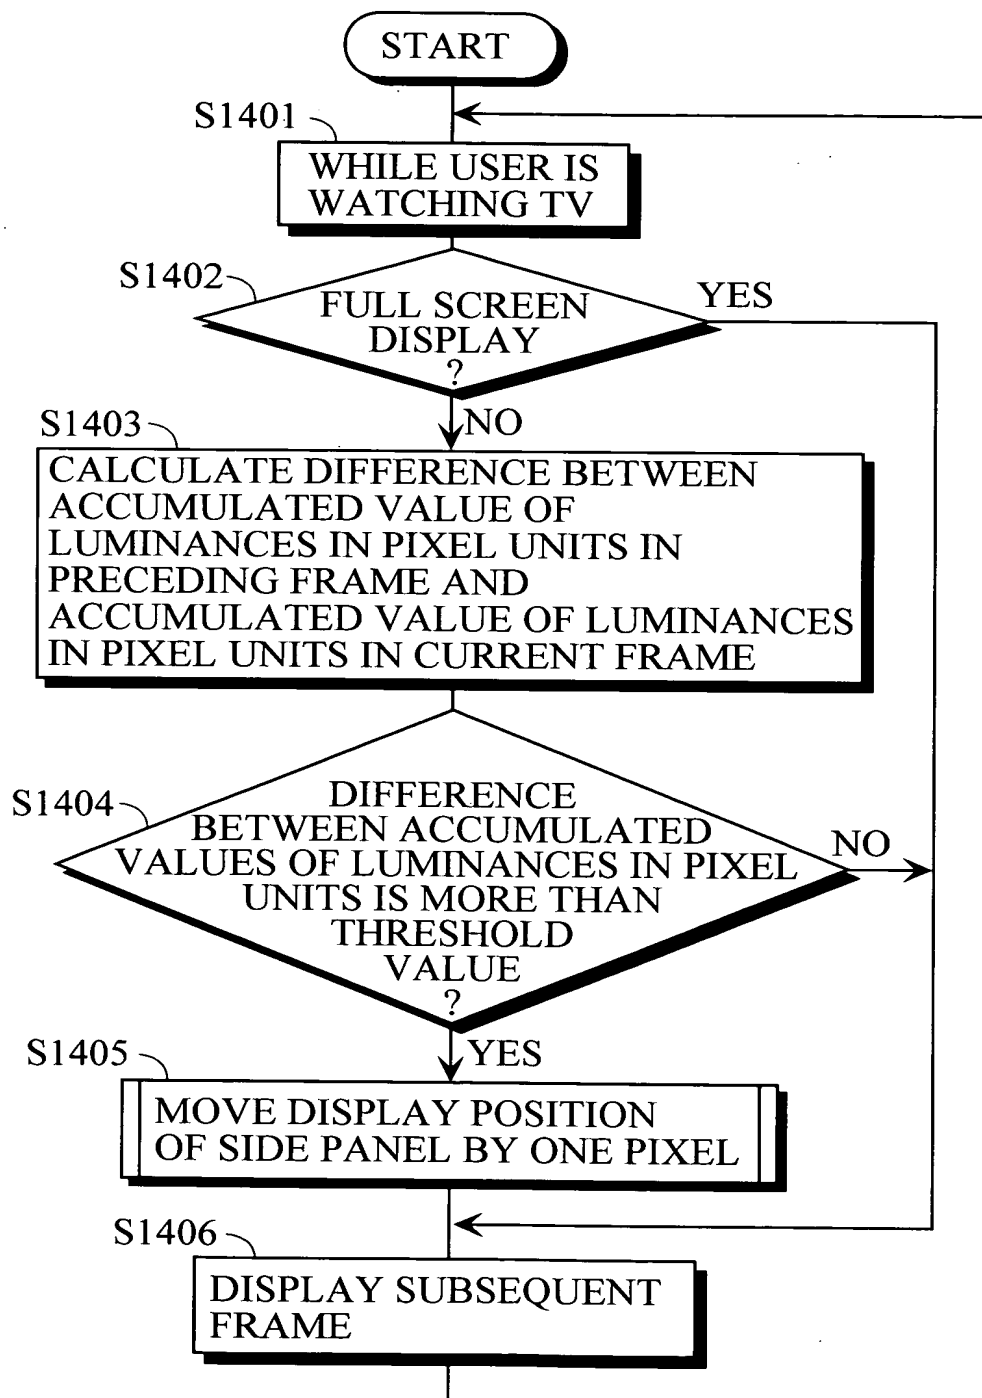 START
S1401
WHILE USER IS
WATCHING TV
S1402
FULL SCREEN
DISPLAY
?
YES
NO
S1403
CALCULATE DIFFERENCE BETWEEN
ACCUMULATED VALUE OF
LUMINANCES IN PIXEL UNITS IN
PRECEDING FRAME AND
ACCUMULATED VALUE OF LUMINANCES
IN PIXEL UNITS IN CURRENT FRAME
S1404
DIFFERENCE
BETWEEN ACCUMULATED
VALUES OF LUMINANCES IN PIXEL
UNITS IS MORE THAN
THRESHOLD
VALUE
?
NO
YES
S1405
MOVE DISPLAY POSITION
OF SIDE PANEL BY ONE PIXEL
S1406
DISPLAY SUBSEQUENT
FRAME